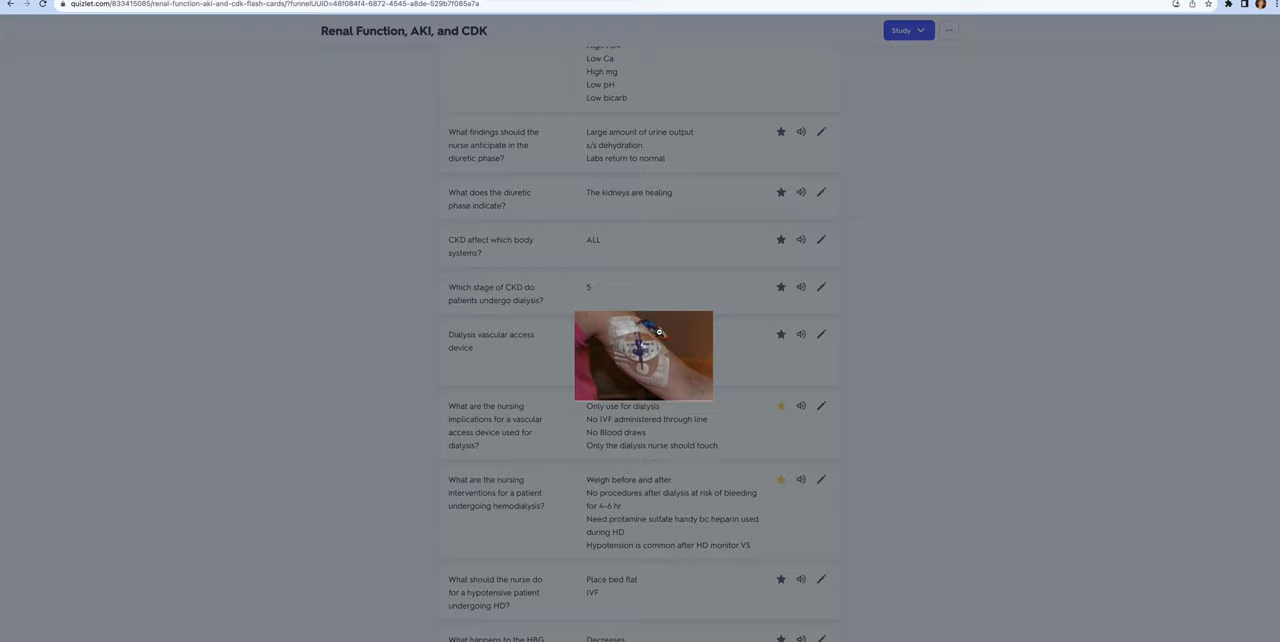 quizlet.com/833415085/renal-function-aki-and-cdk-flash-cards/?funnelUUID=48f084f4-6872-4545-a8de-529b7f085a7a
Renal Function, AKI, and CDK
Study
Low Ca
High mg
Low pH
Low bicarb
What findings should the
nurse anticipate in the
diuretic phase?
Large amount of urine output
s/s dehydration
Labs return to normal
What does the diuretic
phase indicate?
The kidneys are healing
CKD affect which body
systems?
ALL
Which stage of CKD do
patients undergo dialysis?
5
Dialysis vascular access
device
What are the nursing
implications for a vascular
access device used for
dialysis?
Only use for dialysis
No IVF administered through line
No Blood draws
Only the dialysis nurse should touch
What are the nursing
interventions for a patient
undergoing hemodialysis?
Weigh before and after
No procedures after dialysis at risk of bleeding
for 4-6 hr
Need protamine sulfate handy bc heparin used
during HD
Hypotension is common after HD monitor VS
What should the nurse do
for a hypotensive patient
undergoing HD?
Place bed flat
IVF
What happens to the HBG
Decreases